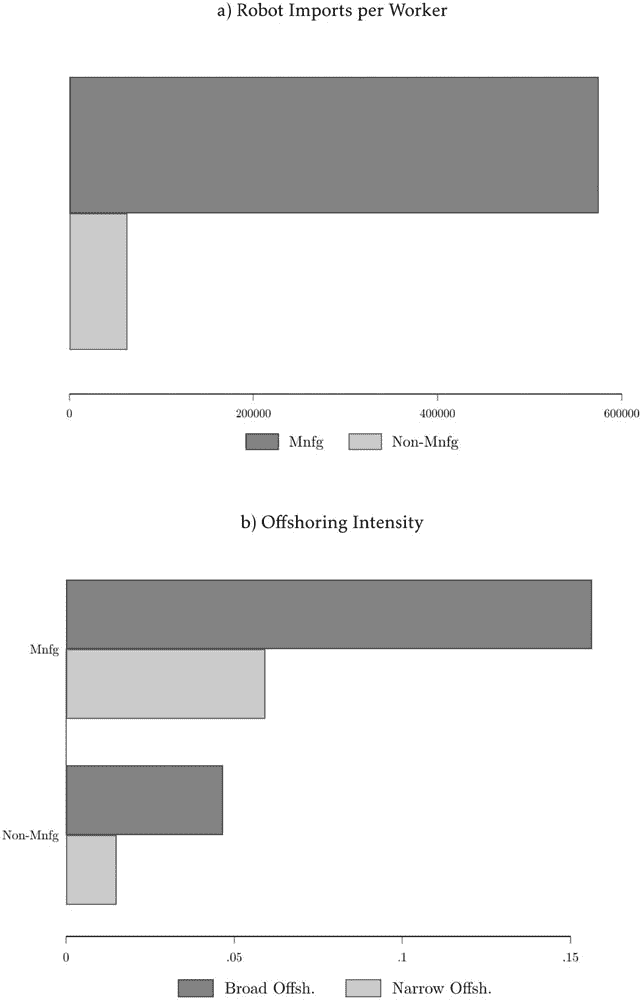 a) Robot Imports per Worker
0 200000 400000 600000
Mnfg Non-Mnfg
b) Offshoring Intensity
Mnfg
Non-Mnfg
0 .05 .1 .15
Broad Offsh. Narrow Offsh.